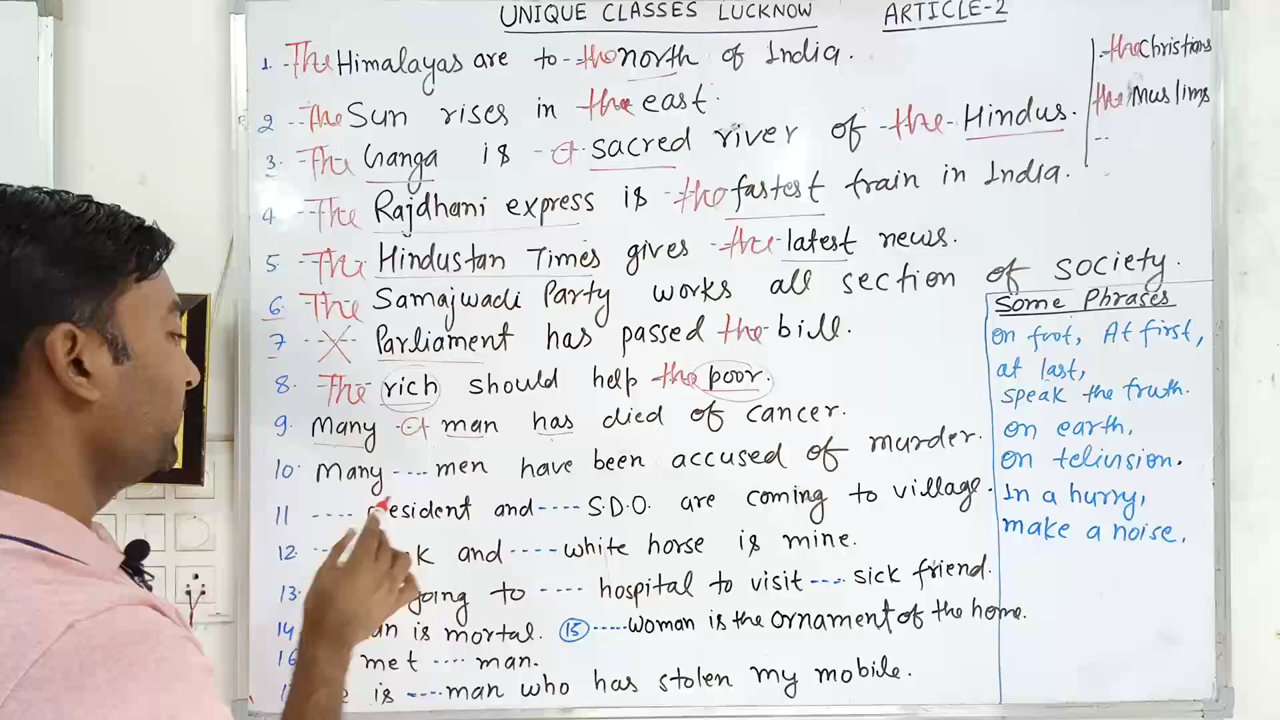 UNIQUE CLASSES LUCKNOW ARTICLE-2
1. The Himalayas are to the north of India.
2 The Sun rises in the east.
3. The Ganga is a sacred river of the Hindus.
4 The Rajdhani express is the fastest train in India.
5 The Hindustan Times gives the latest news.
6. The Samajwadi Party works all section of society.
7 X Parliament has passed the bill.
8. The rich should help the poor.
9. Many a man has died of cancer.
10. Many .... men have been accused of murder.
11 .... esident and .... S.D.O. are coming to village.
12. k and .... white horse is mine.
13. going to .... hospital to visit .... sick friend.
14 an is mortal. 15 .....woman is the ornament of the home.
16 met .... man.
is ....man who has stolen my mobile.
the Christians
the Muslims
Some Phrases
on foot, At first,
at last,
speak the truth.
on earth,
on telivnsion.
In a hurry,
make a noise,